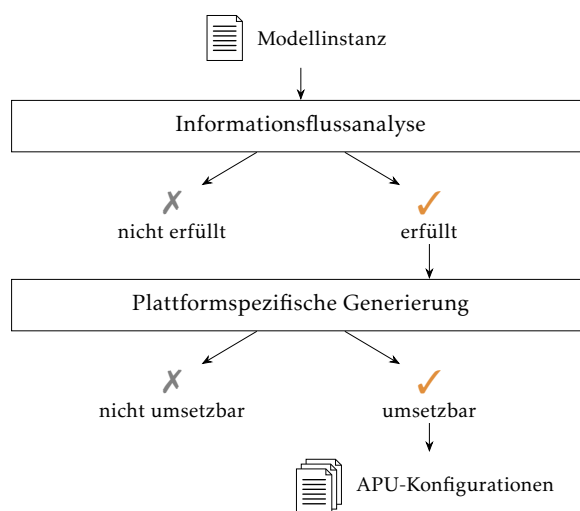 Modellinstanz
Informationsflussanalyse
✗ ✓
nicht erfüllt erfüllt
Plattformspezifische Generierung
✗ ✓
nicht umsetzbar umsetzbar
APU-Konfigurationen